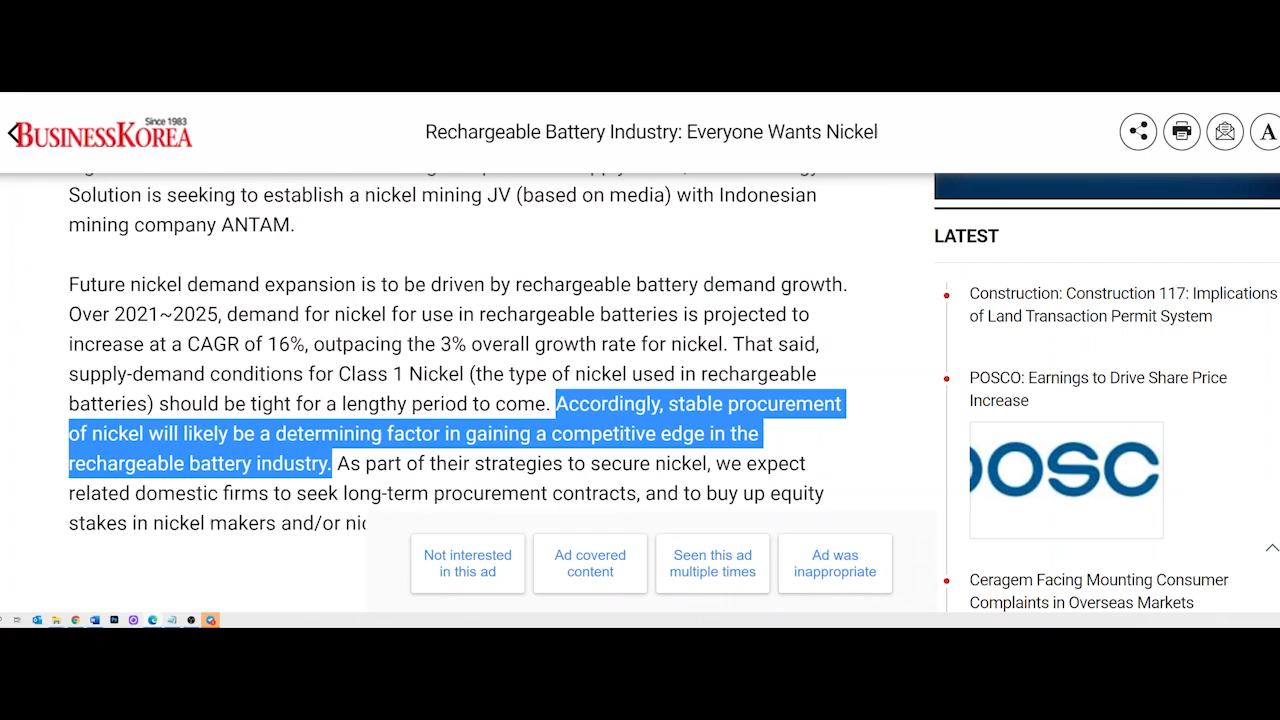 Since 1983
BUSINESSKOREA
Rechargeable Battery Industry: Everyone Wants Nickel
A
Solution is seeking to establish a nickel mining JV (based on media) with Indonesian
mining company ANTAM.
Future nickel demand expansion is to be driven by rechargeable battery demand growth.
Over 2021~2025, demand for nickel for use in rechargeable batteries is projected to
increase at a CAGR of 16%, outpacing the 3% overall growth rate for nickel. That said,
supply-demand conditions for Class 1 Nickel (the type of nickel used in rechargeable
batteries) should be tight for a lengthy period to come. Accordingly, stable procurement
of nickel will likely be a determining factor in gaining a competitive edge in the
rechargeable battery industry. As part of their strategies to secure nickel, we expect
related domestic firms to seek long-term procurement contracts, and to buy up equity
stakes in nickel makers and/or nic
Not interested
in this ad
Ad covered
content
Seen this ad
multiple times
Ad was
inappropriate
LATEST
Construction: Construction 117: Implications
of Land Transaction Permit System
POSCO: Earnings to Drive Share Price
Increase
posc
Ceragem Facing Mounting Consumer
Complaints in Overseas Markets